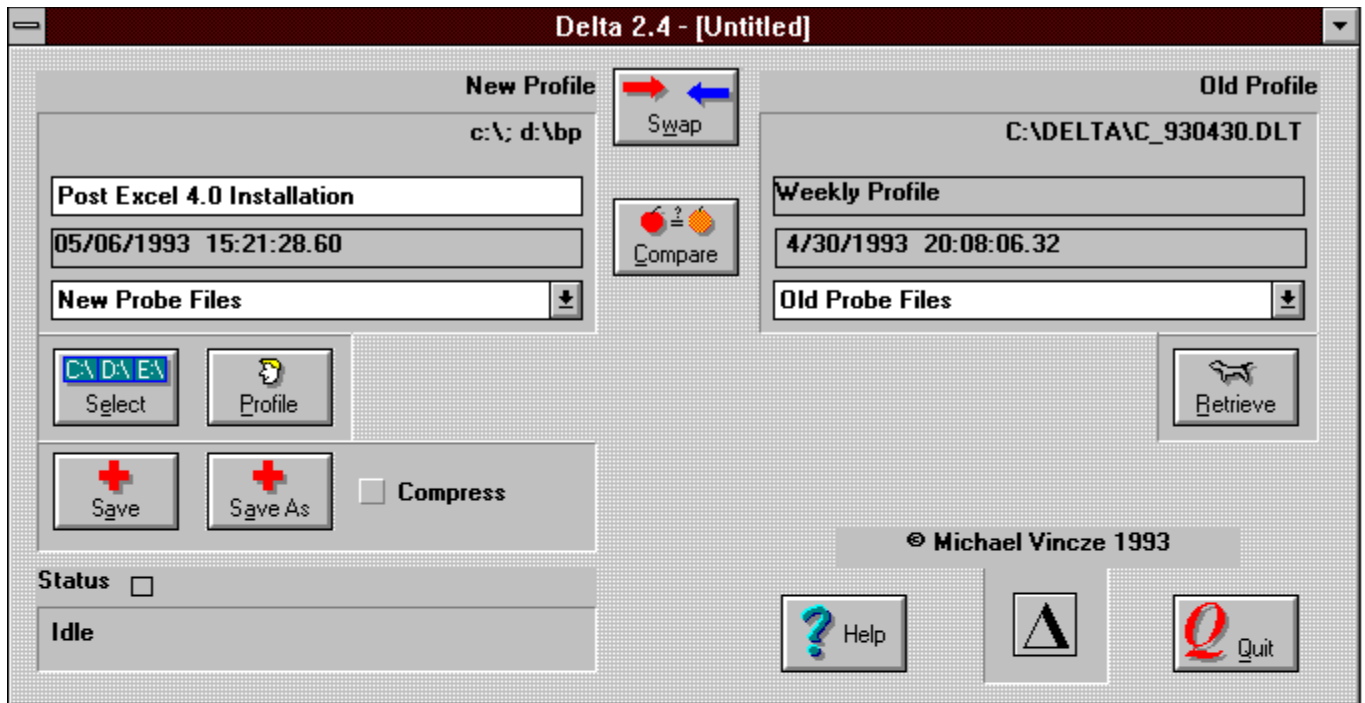 Delta 2.4 - [Untitled]
New Profile
c:\; d:\bp
Post Excel 4.0 Installation
05/06/1993 15:21:28.60
New Probe Files
Swap
? =
Compare
Old Profile
C:\DELTA\C_930430.DLT
Weekly Profile
4/30/1993 20:08:06.32
Old Probe Files
C:\ D:\ E:\
Select
Profile
Retrieve
Save
Save As
Compress
Status
Idle
© Michael Vincze 1993
? Help
Δ
Q Quit